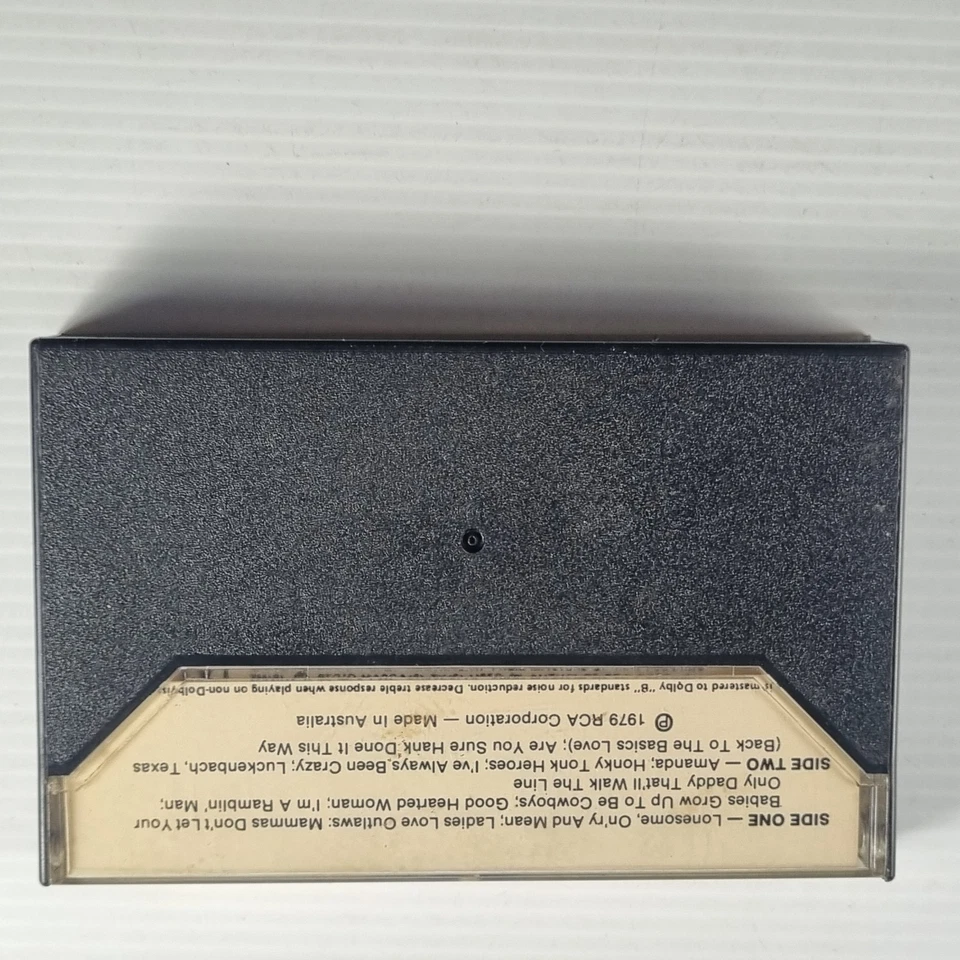 SIDE ONE — Lonesome, On'ry And Mean; Ladies Love Outlaws: Mammas Don't Let Your
Babies Grow Up To Be Cowboys; Good Hearted Woman; I'm A Ramblin' Man;
Only Daddy That'll Walk The Line
SIDE TWO — Amanda; Honky Tonk Heroes; I've Always Been Crazy; Luckenbach, Texas
(Back To The Basics Love); Are You Sure Hank Done It This Way
Ⓟ 1979 RCA Corporation — Made In Australia
is mastered to Dolby "B" standards for noise reduction. Decrease treble response when playing on non-Dolby